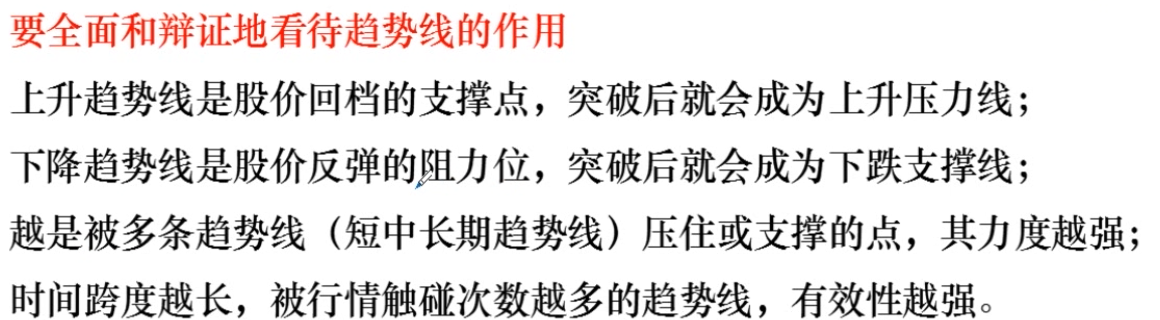 要全面和辩证地看待趋势线的作用
上升趋势线是股价回档的支撑点，突破后就会成为上升压力线；
下降趋势线是股价反弹的阻力位，突破后就会成为下跌支撑线；
越是被多条趋势线（短中长期趋势线）压住或支撑的点，其力度越强；
时间跨度越长，被行情触碰次数越多的趋势线，有效性越强。